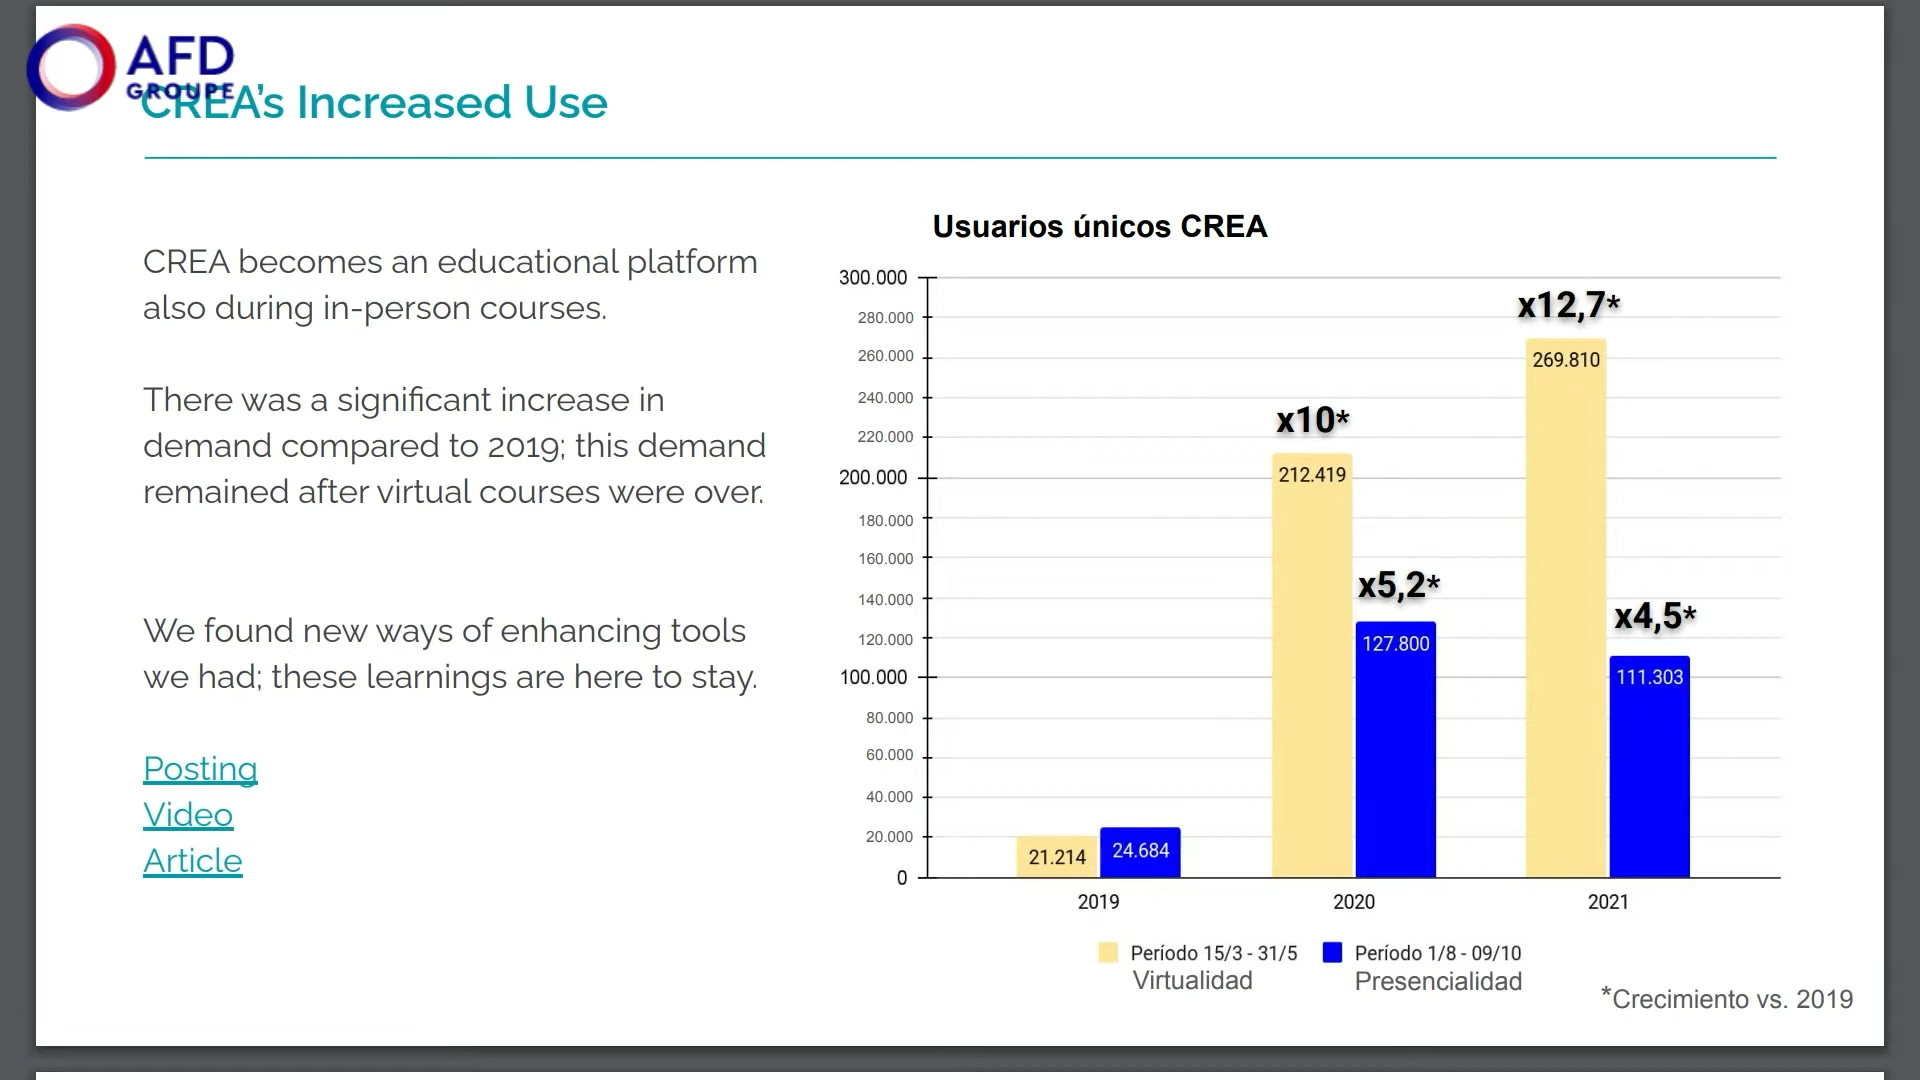 AFD
GROUPE
CREA's Increased Use
CREA becomes an educational platform
also during in-person courses.
There was a significant increase in
demand compared to 2019; this demand
remained after virtual courses were over.
We found new ways of enhancing tools
we had; these learnings are here to stay.
Posting
Video
Article
Usuarios únicos CREA
300.000
280.000
260.000
240.000
220.000
200.000
180.000
160.000
140.000
120.000
100.000
80.000
60.000
40.000
20.000
0
21.214
24.684
x10*
212.419
x5,2*
127.800
x12,7*
269.810
x4,5*
111.303
2019 2020 2021
Período 15/3 - 31/5 Período 1/8 - 09/10
Virtualidad Presencialidad
*Crecimiento vs. 2019